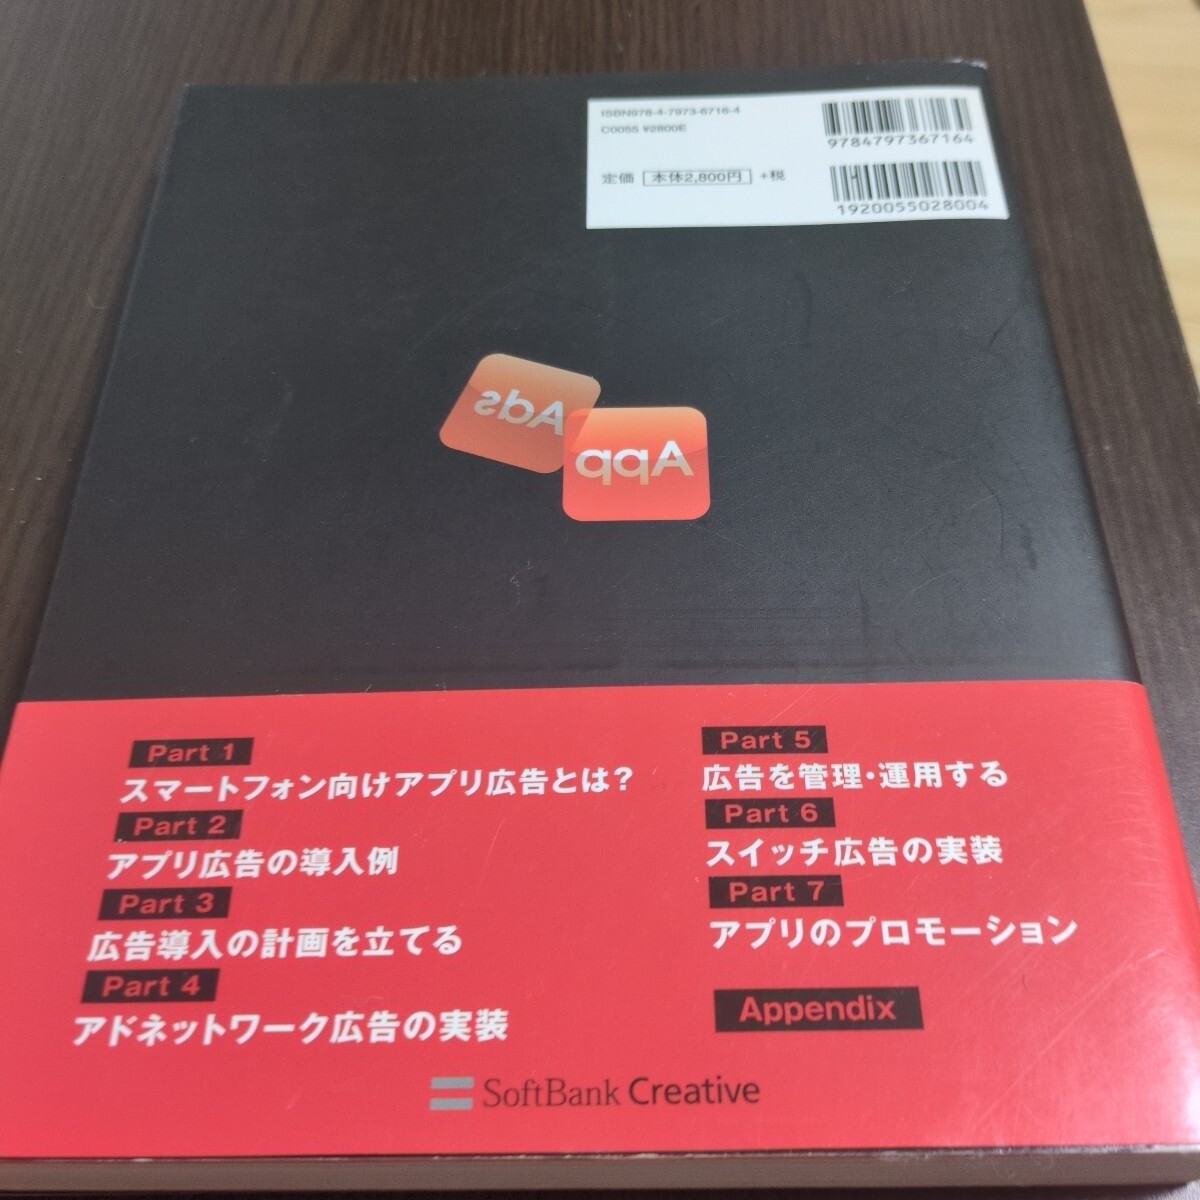 ISBN978-4-7973-6716-4
C0055 ¥2800E
定価 本体2,800円 +税
9784797367164
1920055028004
Ads
App
Part 1
スマートフォン向けアプリ広告とは?
Part 2
アプリ広告の導入例
Part 3
広告導入の計画を立てる
Part 4
アドネットワーク広告の実装
Part 5
広告を管理・運用する
Part 6
スイッチ広告の実装
Part 7
アプリのプロモーション
Appendix
SoftBank Creative